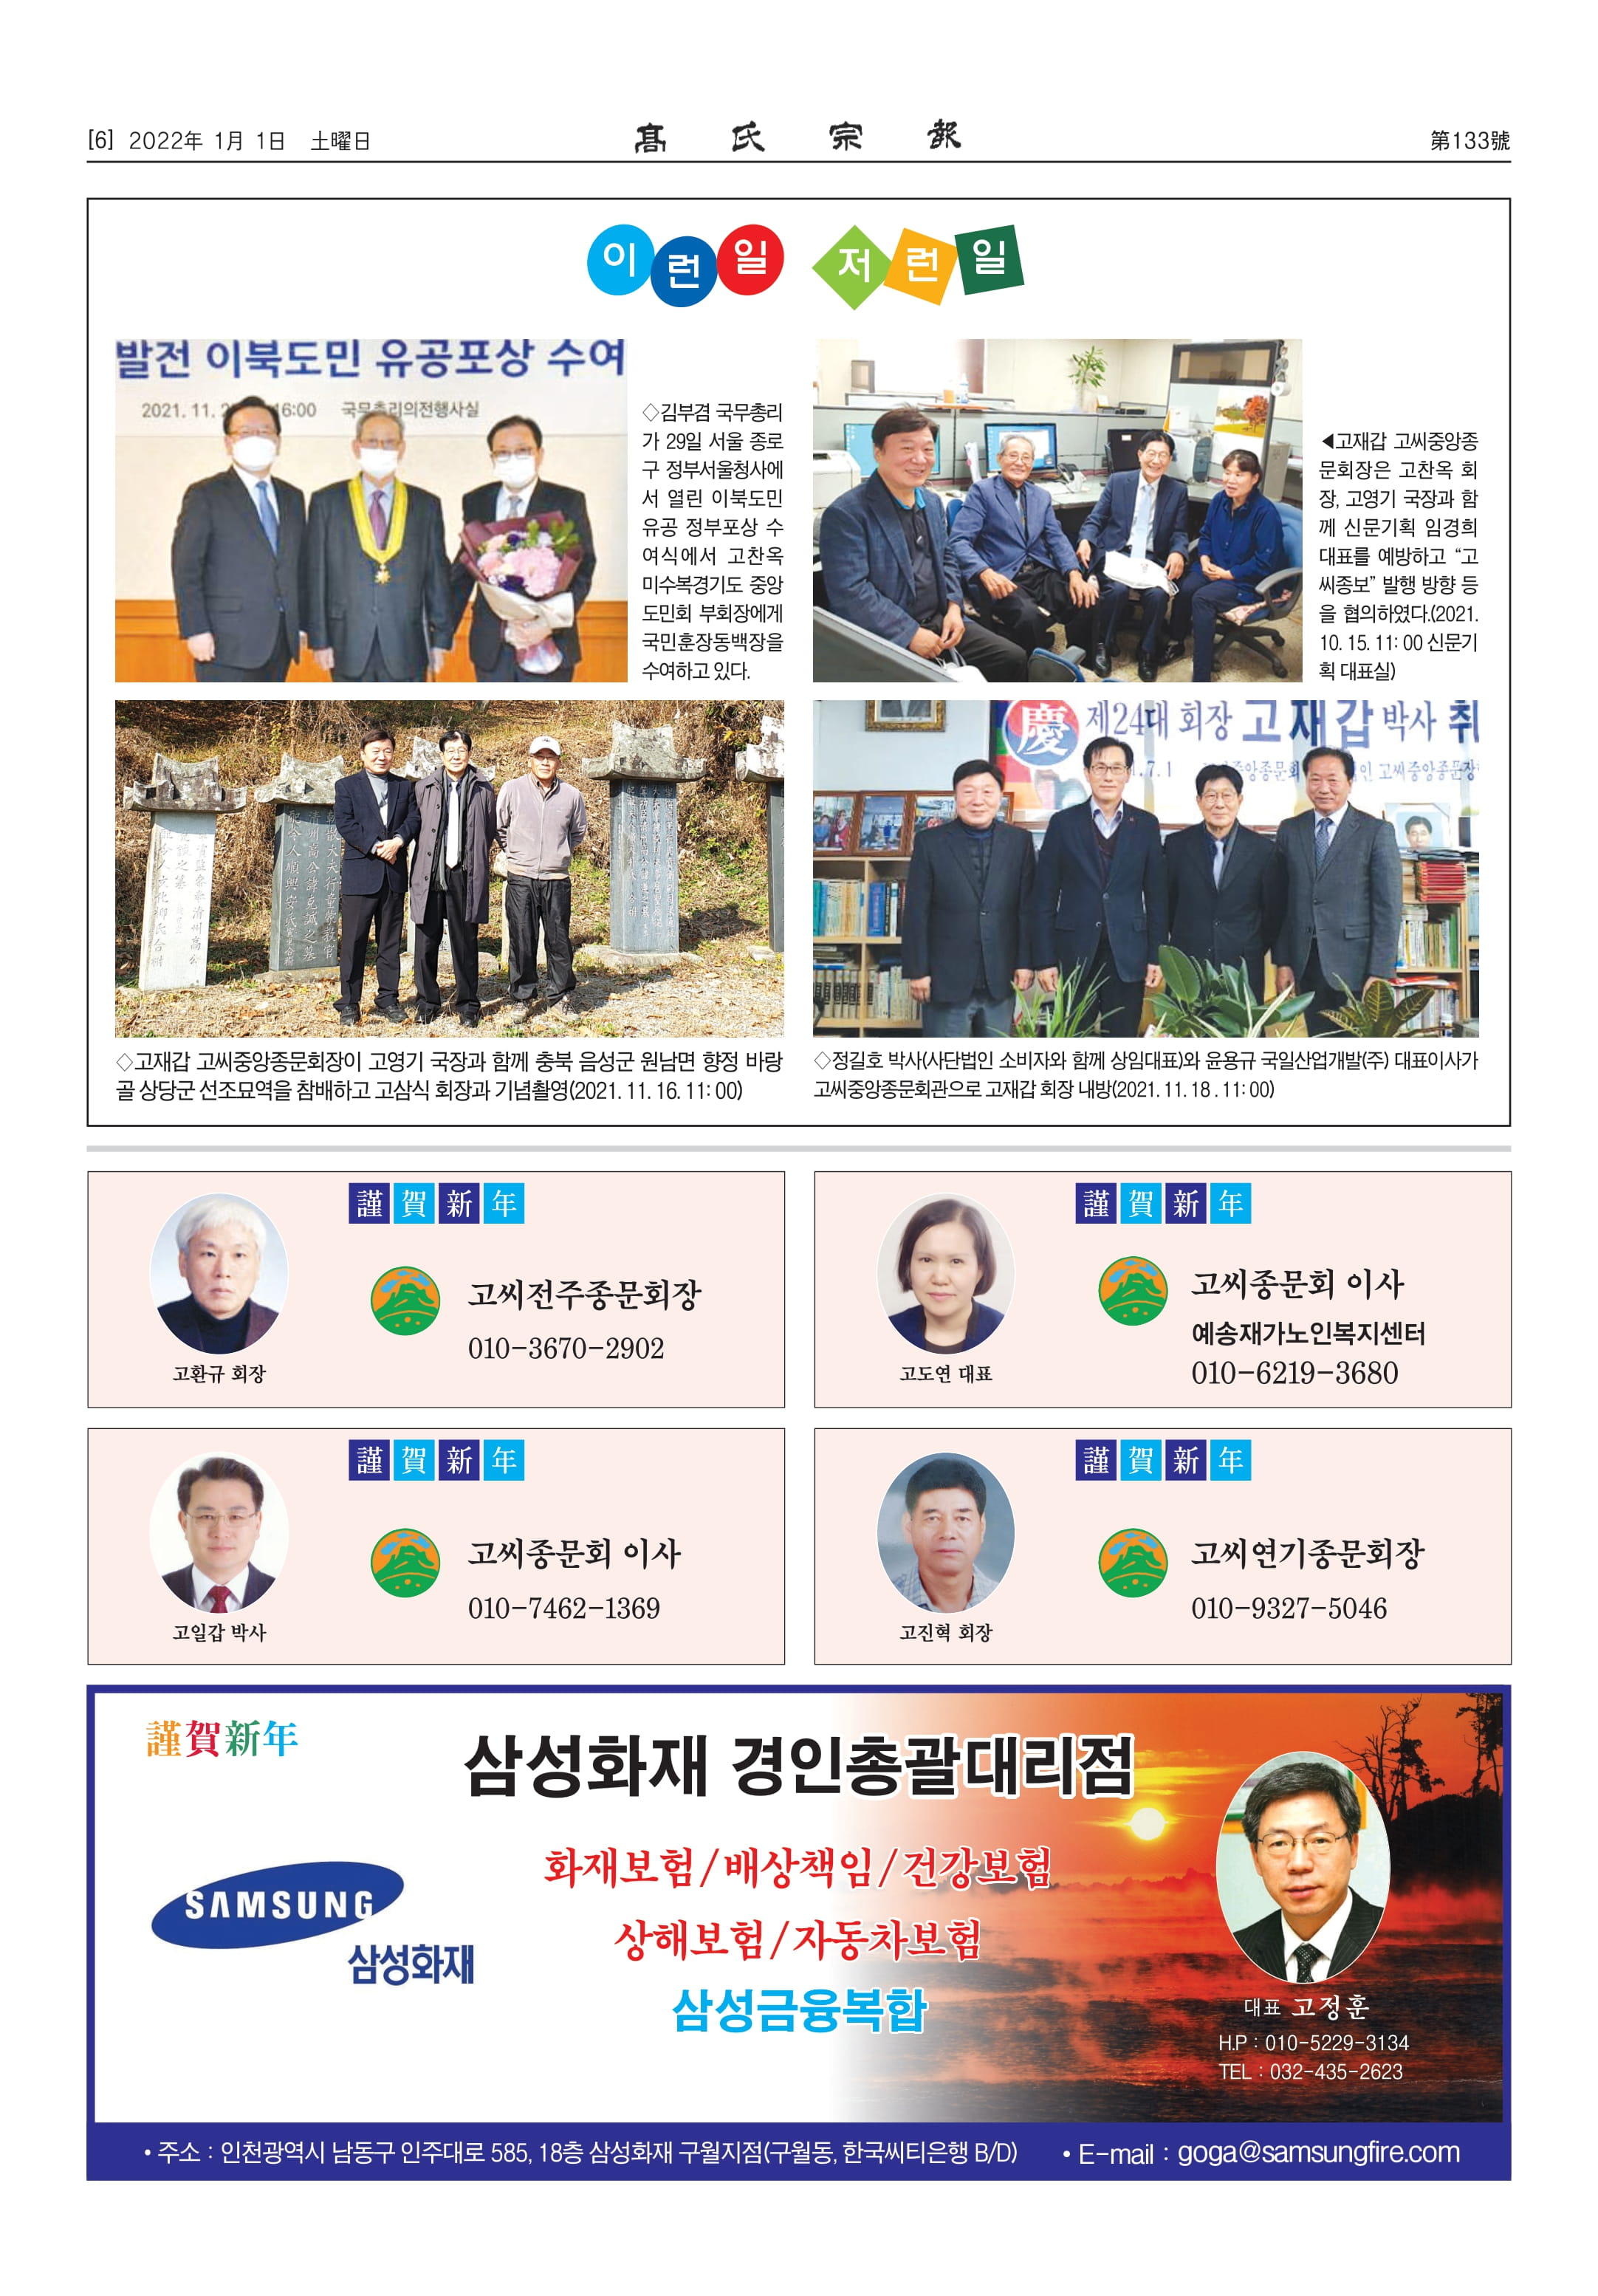 [6] 2022年 1月 1日 土曜日
髙氏宗報
第133號
이런일 저런일
발전 이북도민 유공포상 수여
2021. 11. 2 16:00 국무총리의전행사실
◇김부겸 국무총리
가 29일 서울 종로
구 정부서울청사에
서 열린 이북도민
유공 정부포상 수
여식에서 고찬옥
미수복경기도 중앙
도민회 부회장에게
국민훈장동백장을
수여하고 있다.
◀고재갑 고씨중앙종
문회장은 고찬옥 회
장, 고영기 국장과 함
께 신문기획 임경희
대표를 예방하고 “고
씨종보” 발행 방향 등
을 협의하였다.(2021.
10. 15. 11: 00 신문기
획 대표실)
◇고재갑 고씨중앙종문회장이 고영기 국장과 함께 충북 음성군 원남면 향정 바랑
골 상당군 선조묘역을 참배하고 고삼식 회장과 기념촬영(2021. 11. 16. 11: 00)
慶 제24대 회장 고재갑 박사 취
.7.1 중앙종문회 인 고씨중앙종문장
◇정길호 박사(사단법인 소비자와 함께 상임대표)와 윤용규 국일산업개발(주) 대표이사가
고씨중앙종문회관으로 고재갑 회장 내방(2021. 11. 18 . 11: 00)
謹賀新年
고씨전주종문회장
010-3670-2902
고환규 회장
謹賀新年
고씨종문회 이사
예송재가노인복지센터
010-6219-3680
고도연 대표
謹賀新年
고씨종문회 이사
010-7462-1369
고일갑 박사
謹賀新年
고씨연기종문회장
010-9327-5046
고진혁 회장
謹賀新年
삼성화재 경인총괄대리점
화재보험/배상책임/건강보험
상해보험/자동차보험
삼성금융복합
SAMSUNG
삼성화재
대표 고정훈
H.P : 010-5229-3134
TEL : 032-435-2623
• 주소 : 인천광역시 남동구 인주대로 585, 18층 삼성화재 구월지점(구월동, 한국씨티은행 B/D) • E-mail : goga@samsungfire.com